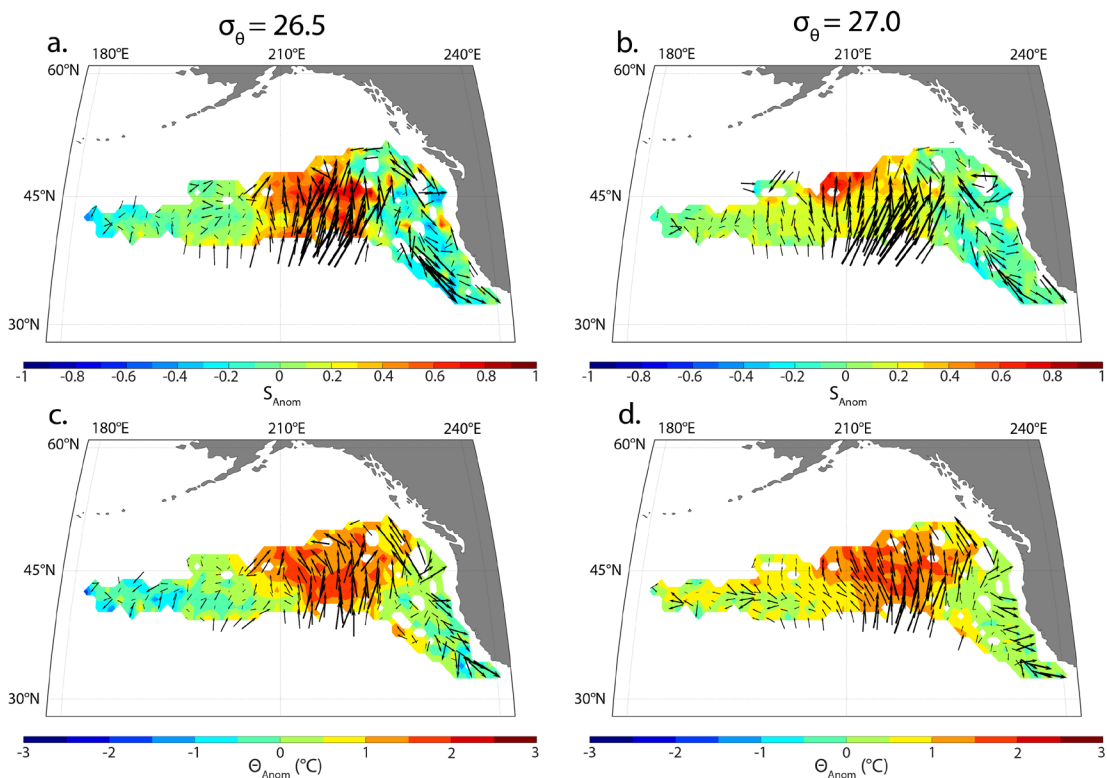 σθ = 26.5
σθ = 27.0
a.
180°E
210°E
240°E
60°N
45°N
30°N
-1 -0.8 -0.6 -0.4 -0.2 0 0.2 0.4 0.6 0.8 1
SAnom
b.
180°E
210°E
240°E
60°N
45°N
30°N
-1 -0.8 -0.6 -0.4 -0.2 0 0.2 0.4 0.6 0.8 1
SAnom
c.
180°E
210°E
240°E
60°N
45°N
30°N
-3 -2 -1 0 1 2 3
ΘAnom (°C)
d.
180°E
210°E
240°E
60°N
45°N
30°N
-3 -2 -1 0 1 2 3
ΘAnom (°C)